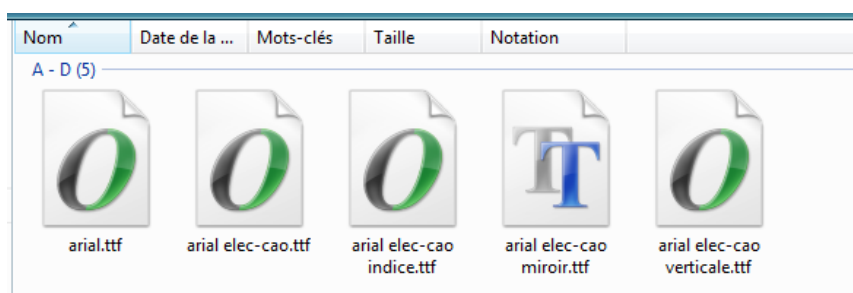 Nom Date de la ... Mots-clés Taille Notation
A - D (5)
arial.ttf arial elec-cao.ttf arial elec-cao indice.ttf arial elec-cao miroir.ttf arial elec-cao verticale.ttf